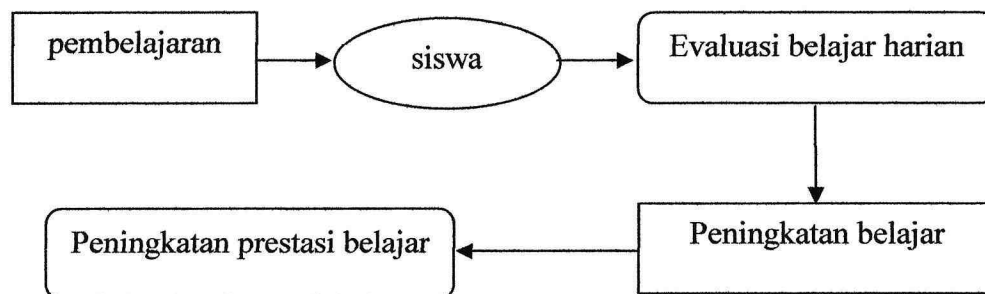 pembelajaran
siswa
Evaluasi belajar harian
Peningkatan belajar
Peningkatan prestasi belajar